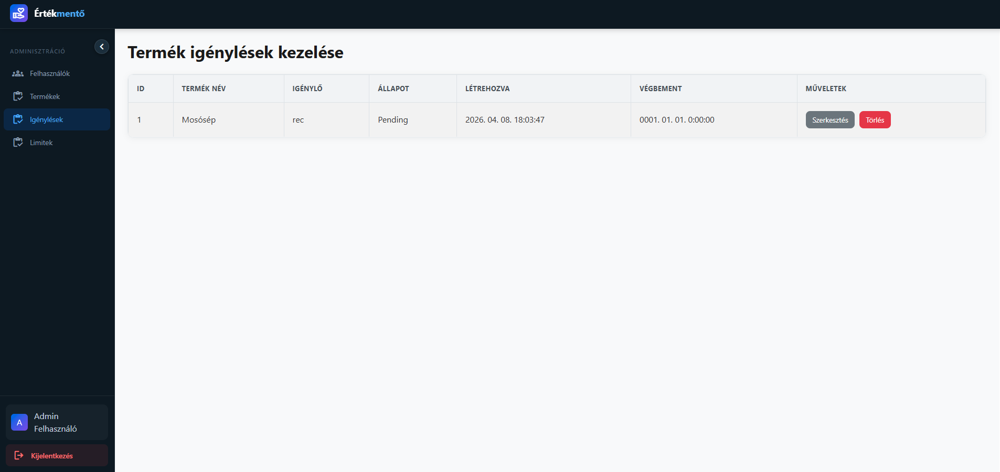 Értékmentő
ADMINISZTRÁCIÓ
Felhasználók
Termékek
Igénylések
Limitek
Termék igénylések kezelése
ID TERMÉK NÉV IGÉNYLŐ ÁLLAPOT LÉTREHOZVA VÉGBEMENT MŰVELETEK
1 Mosósép rec Pending 2026. 04. 08. 18:03:47 0001. 01. 01. 0:00:00 Szerkesztés Törlés
A
Admin
Felhasználó
Kijelentkezés